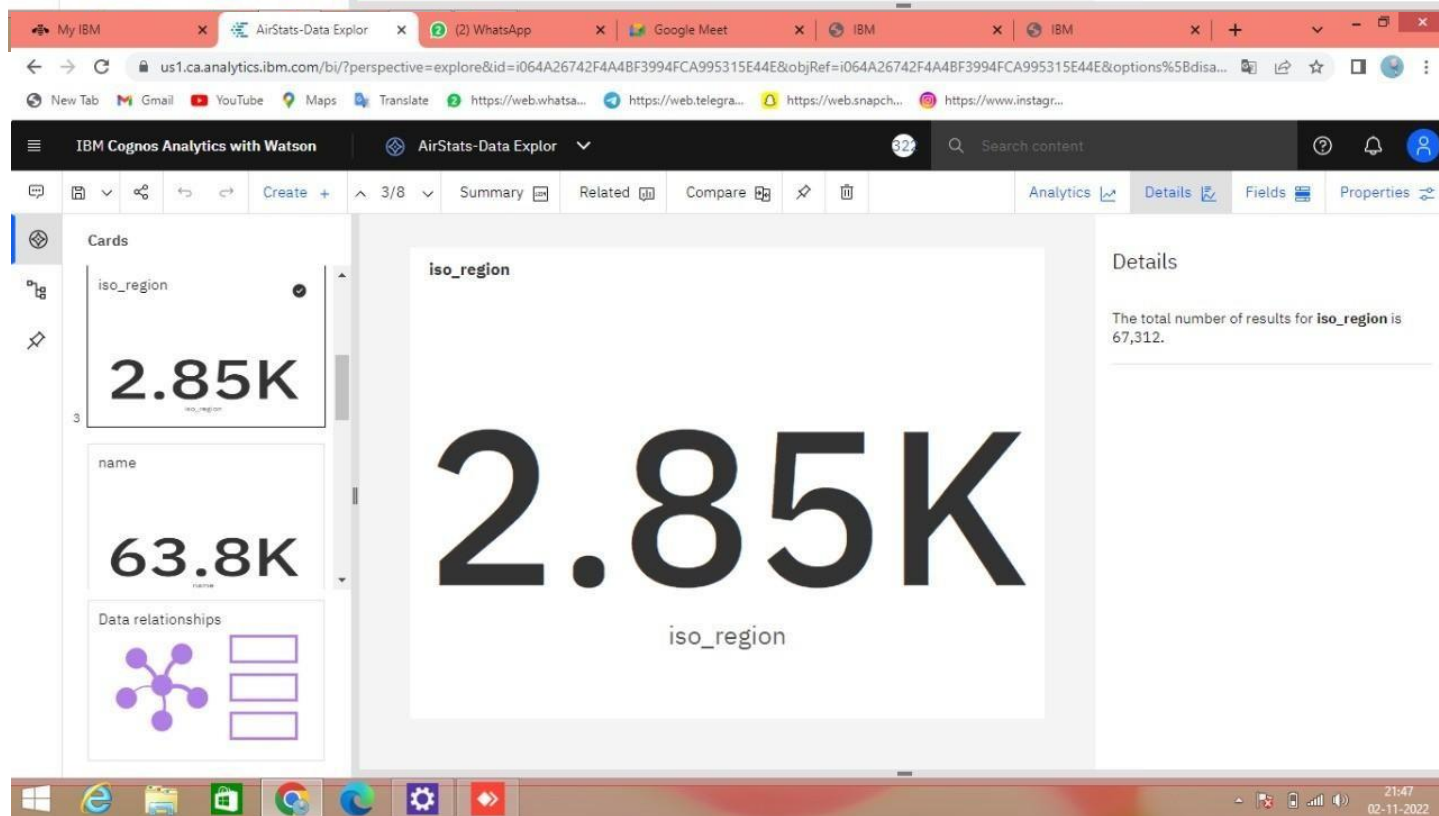 My IBM
AirStats-Data Explor
(2) WhatsApp
Google Meet
IBM
IBM
us1.ca.analytics.ibm.com/bi/?perspective=explore&id=i064A26742F4A4BF3994FCA995315E44E&objRef=i064A26742F4A4BF3994FCA995315E44E&options%5Bdisa...
New Tab
Gmail
YouTube
Maps
Translate
https://web.whatsa...
https://web.telegra...
https://web.snapch...
https://www.instagr...
IBM Cognos Analytics with Watson
AirStats-Data Explor
322
Search content
Create +
3/8
Summary
Related
Compare
Analytics
Details
Fields
Properties
Cards
iso_region
2.85K
iso_region
3
name
63.8K
name
Data relationships
iso_region
2.85K
iso_region
Details
The total number of results for iso_region is
67,312.
21:47
02-11-2022